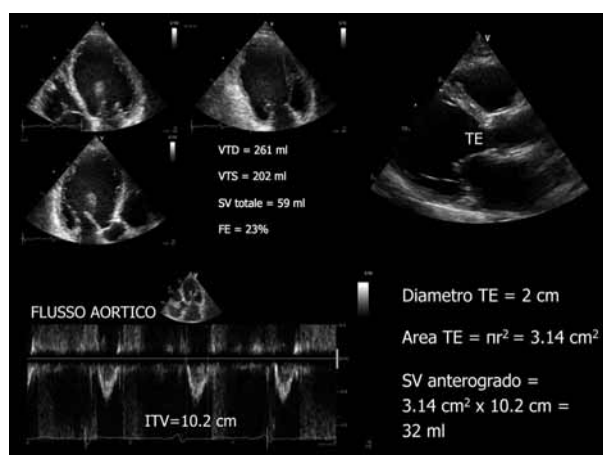 VTD = 261 ml
VTS = 202 ml
SV totale = 59 ml
FE = 23%
TE
FLUSSO AORTICO
ITV=10.2 cm
Diametro TE = 2 cm
Area TE = πr² = 3.14 cm²
SV anterogrado =
3.14 cm² x 10.2 cm =
32 ml
V